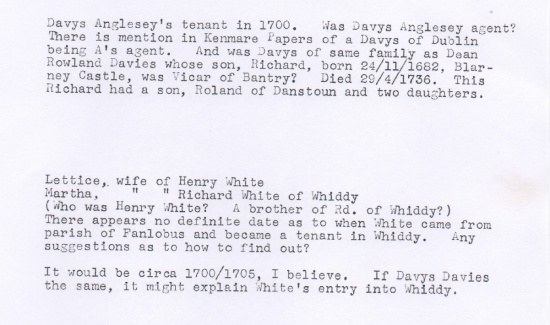 Davys Anglesey's tenant in 1700.   Was Davys Anglesey agent?
There is mention in Kenmare Papers of a Davys of Dublin
being A's agent.   And was Davys of same family as Dean
Rowland Davies whose son, Richard, born 24/11/1682, Blar-
ney Castle, was Vicar of Bantry?   Died 29/4/1736.  This
Richard had a son, Roland of Danstoun and two daughters.
Lettice, wife of Henry White
Martha,    "   " Richard White of Whiddy
(Who was Henry White?   A brother of Rd. of Whiddy?)
There appears no definite date as to when White came from
parish of Fanlobus and became a tenant in Whiddy.   Any
suggestions as to how to find out?
It would be circa 1700/1705, I believe.   If Davys Davies
the same, it might explain White's entry into Whiddy.